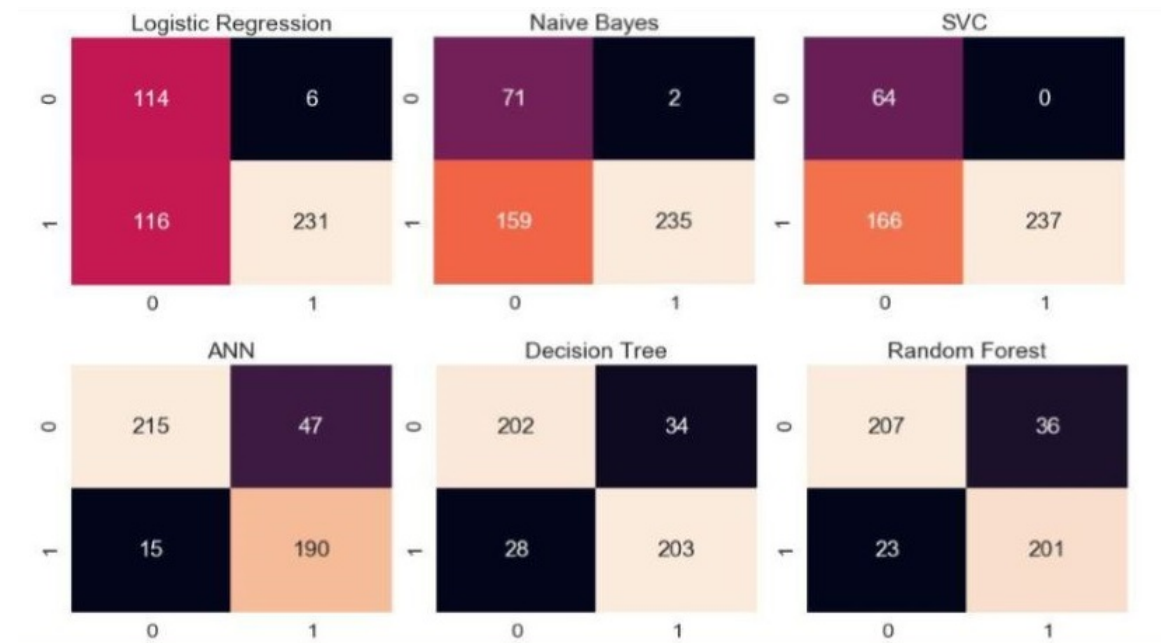 Logistic Regression Naive Bayes SVC
0 114 6 0 71 2 0 64 0
1 116 231 1 159 235 1 166 237
0 1 0 1 0 1
ANN Decision Tree Random Forest
0 215 47 0 202 34 0 207 36
1 15 190 1 28 203 1 23 201
0 1 0 1 0 1